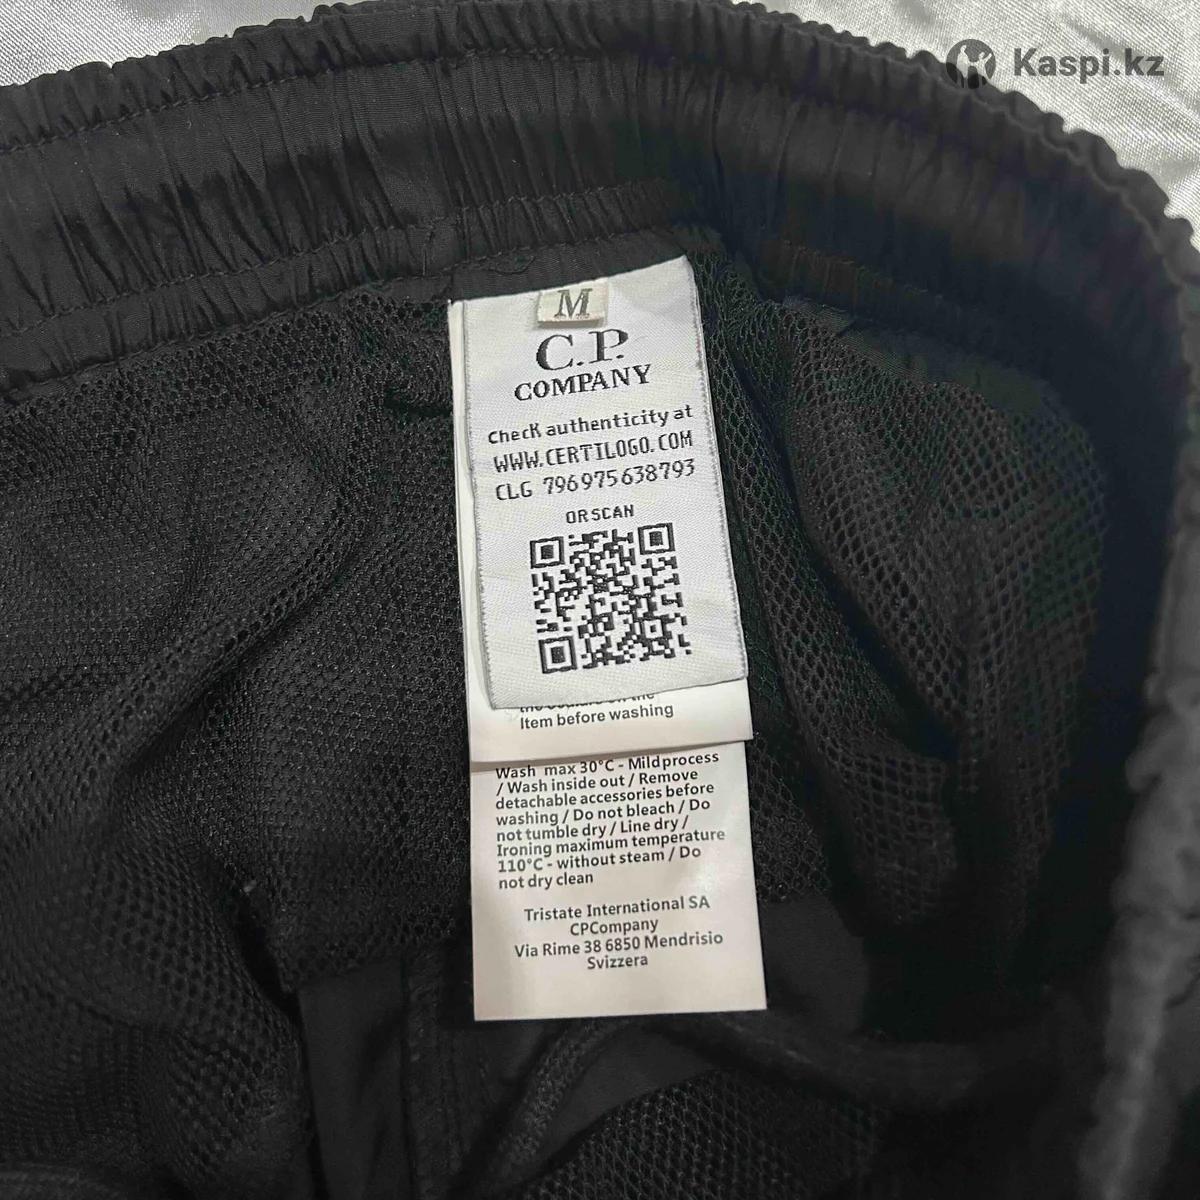 Kaspi.kz
M
C.P.
COMPANY
Check authenticity at
WWW.CERTILOGO.COM
CLG 796975638793
OR SCAN
Item before washing
Wash max 30°C - Mild process
/ Wash inside out / Remove
detachable accessories before
washing / Do not bleach / Do
not tumble dry / Line dry /
Ironing maximum temperature
110°C - without steam / Do
not dry clean
Tristate International SA
CPCompany
Via Rime 38 6850 Mendrisio
Svizzera